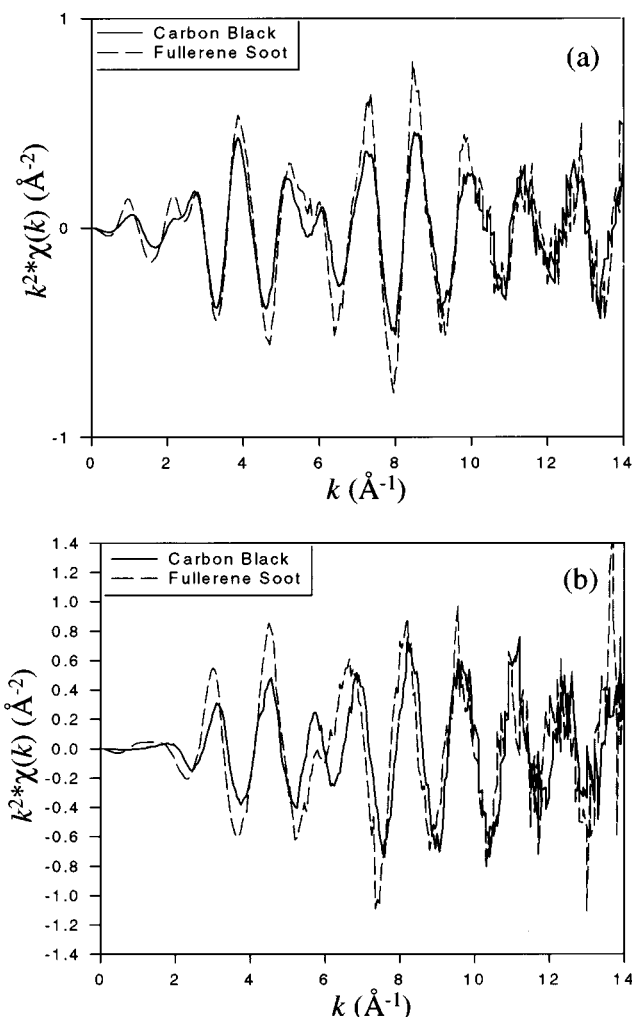 1
Carbon Black
Fullerene Soot
(a)
k²*χ(k) (Å⁻²)
0
-1
0 2 4 6 8 10 12 14
k (Å⁻¹)
1.4
Carbon Black
Fullerene Soot
(b)
1.2
1.0
0.8
0.6
0.4
0.2
0.0
-0.2
-0.4
-0.6
-0.8
-1.0
-1.2
-1.4
k²*χ(k) (Å⁻²)
0 2 4 6 8 10 12 14
k (Å⁻¹)